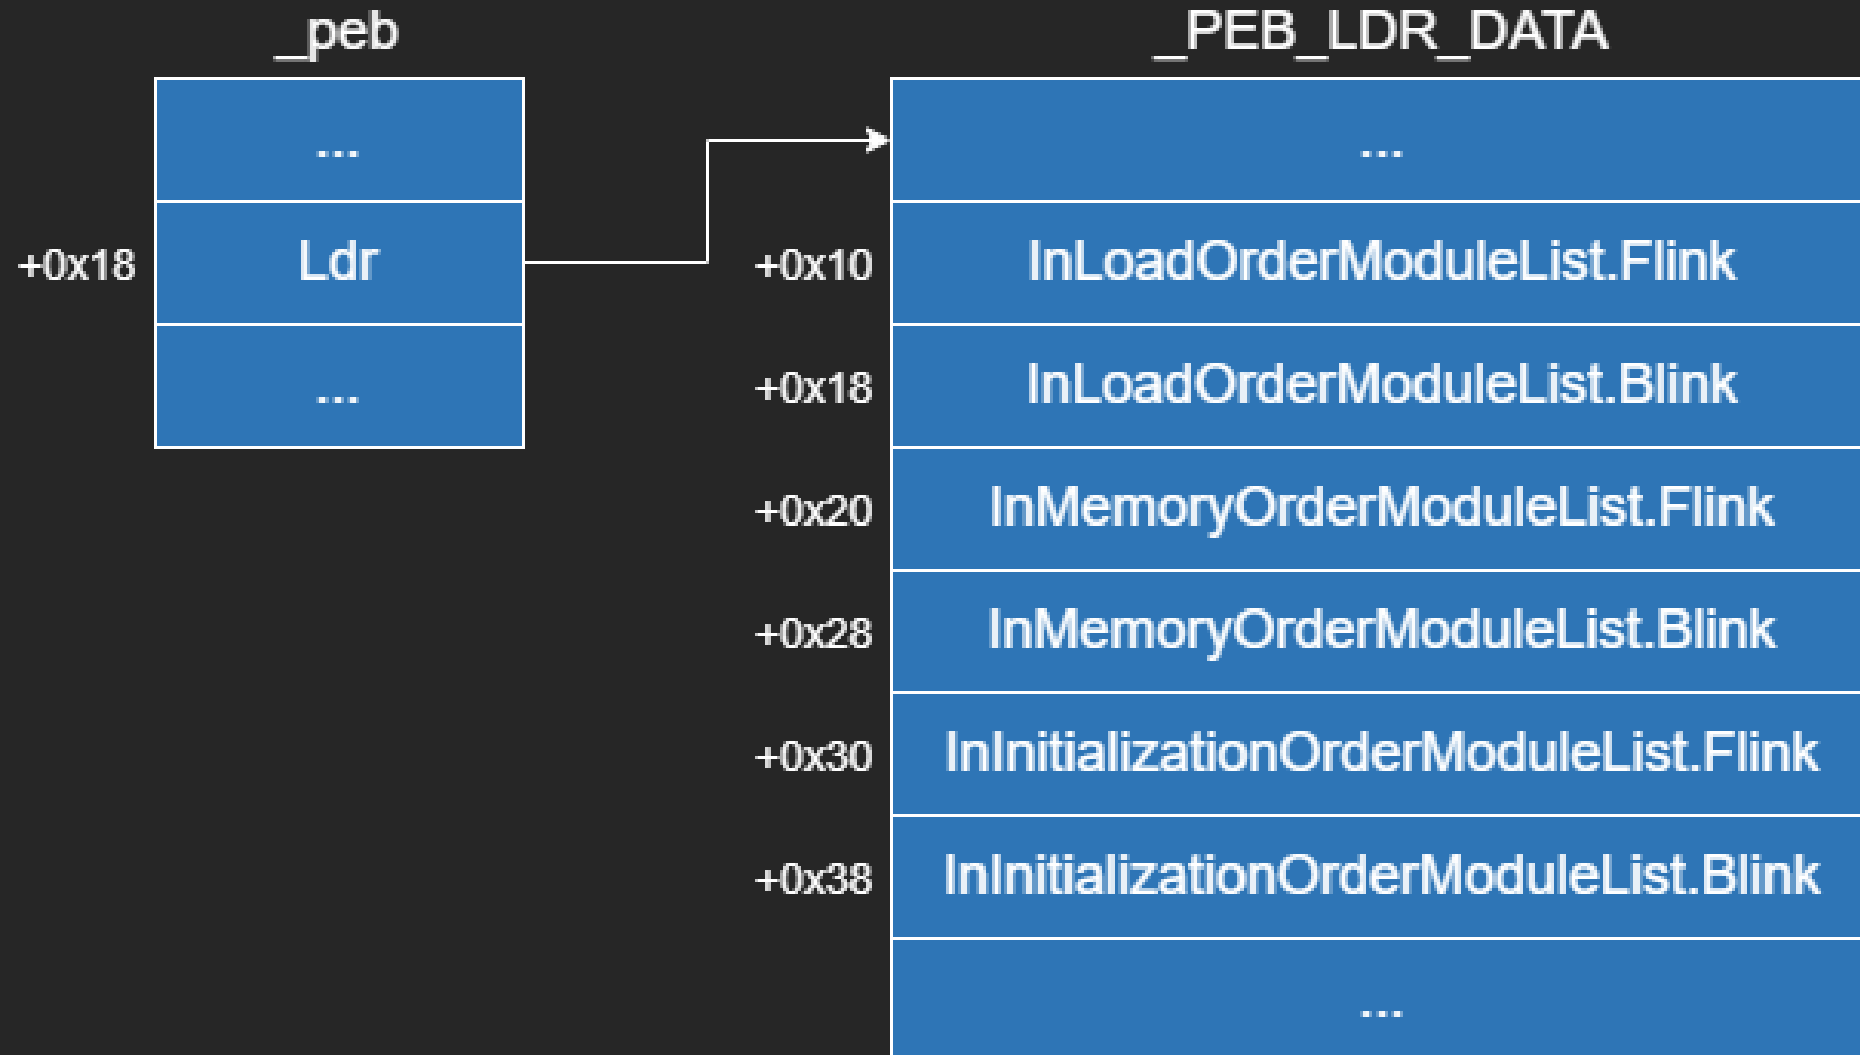 _peb
...
+0x18
Ldr
...
_PEB_LDR_DATA
...
+0x10
InLoadOrderModuleList.Flink
+0x18
InLoadOrderModuleList.Blink
+0x20
InMemoryOrderModuleList.Flink
+0x28
InMemoryOrderModuleList.Blink
+0x30
InInitializationOrderModuleList.Flink
+0x38
InInitializationOrderModuleList.Blink
...